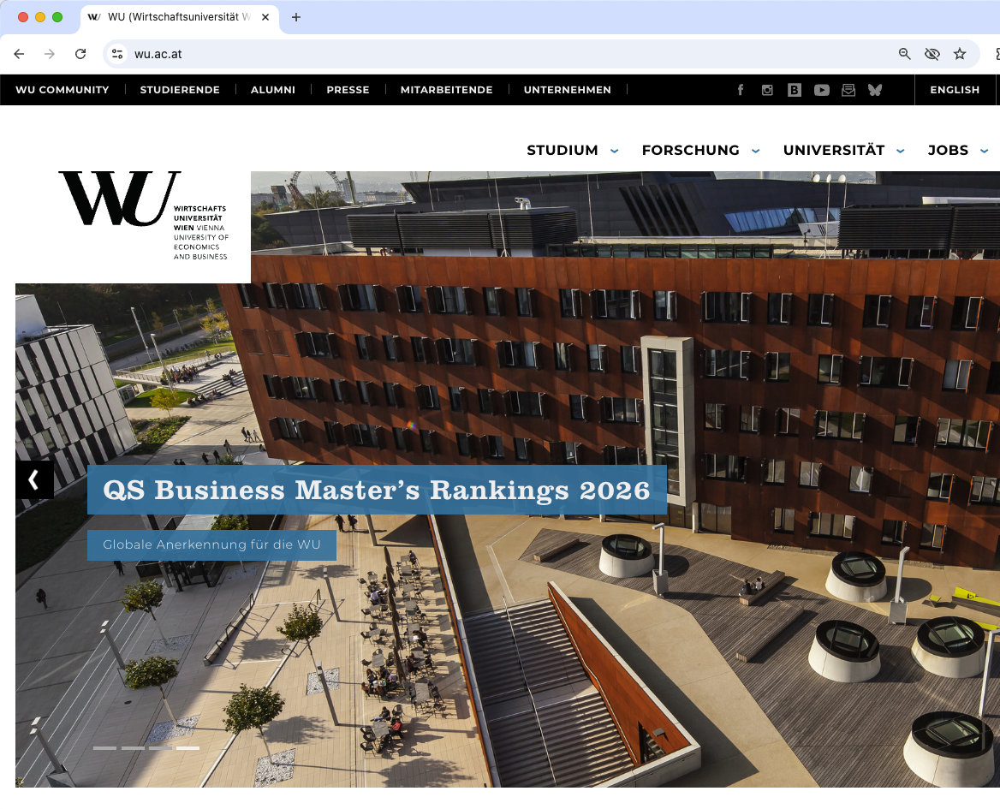 WU (Wirtschaftsuniversität W
wu.ac.at
WU COMMUNITY STUDIERENDE ALUMNI PRESSE MITARBEITENDE UNTERNEHMEN ENGLISH
STUDIUM FORSCHUNG UNIVERSITÄT JOBS
WU
WIRTSCHAFTS
UNIVERSITÄT
WIEN VIENNA
UNIVERSITY OF
ECONOMICS
AND BUSINESS
QS Business Master’s Rankings 2026
Globale Anerkennung für die WU